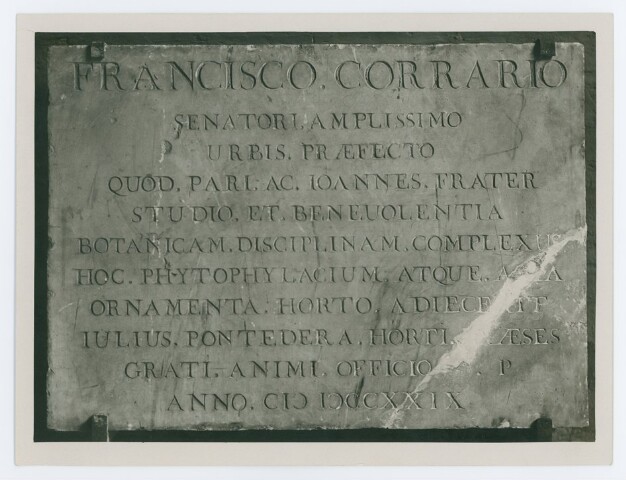 FRANCISCO. CORRARIO
SENATORI. AMPLISSIMO
URBIS. PRÆFECTO
QUOD. PARI. AC. IOANNES. FRATER
STUDIO. ET. BENEUOLENTIA
BOTANICAM. DISCIPLINAM. COMPLEXUS
HOC. PHYTOPHYLACIUM. ATQUE.
ORNAMENTA. HORTO.
IULIUS. PONTEDERA. HORTI.
GRATI. ANIMI. OFFICIO P
ANNO. CIƆ IƆCCXXIX